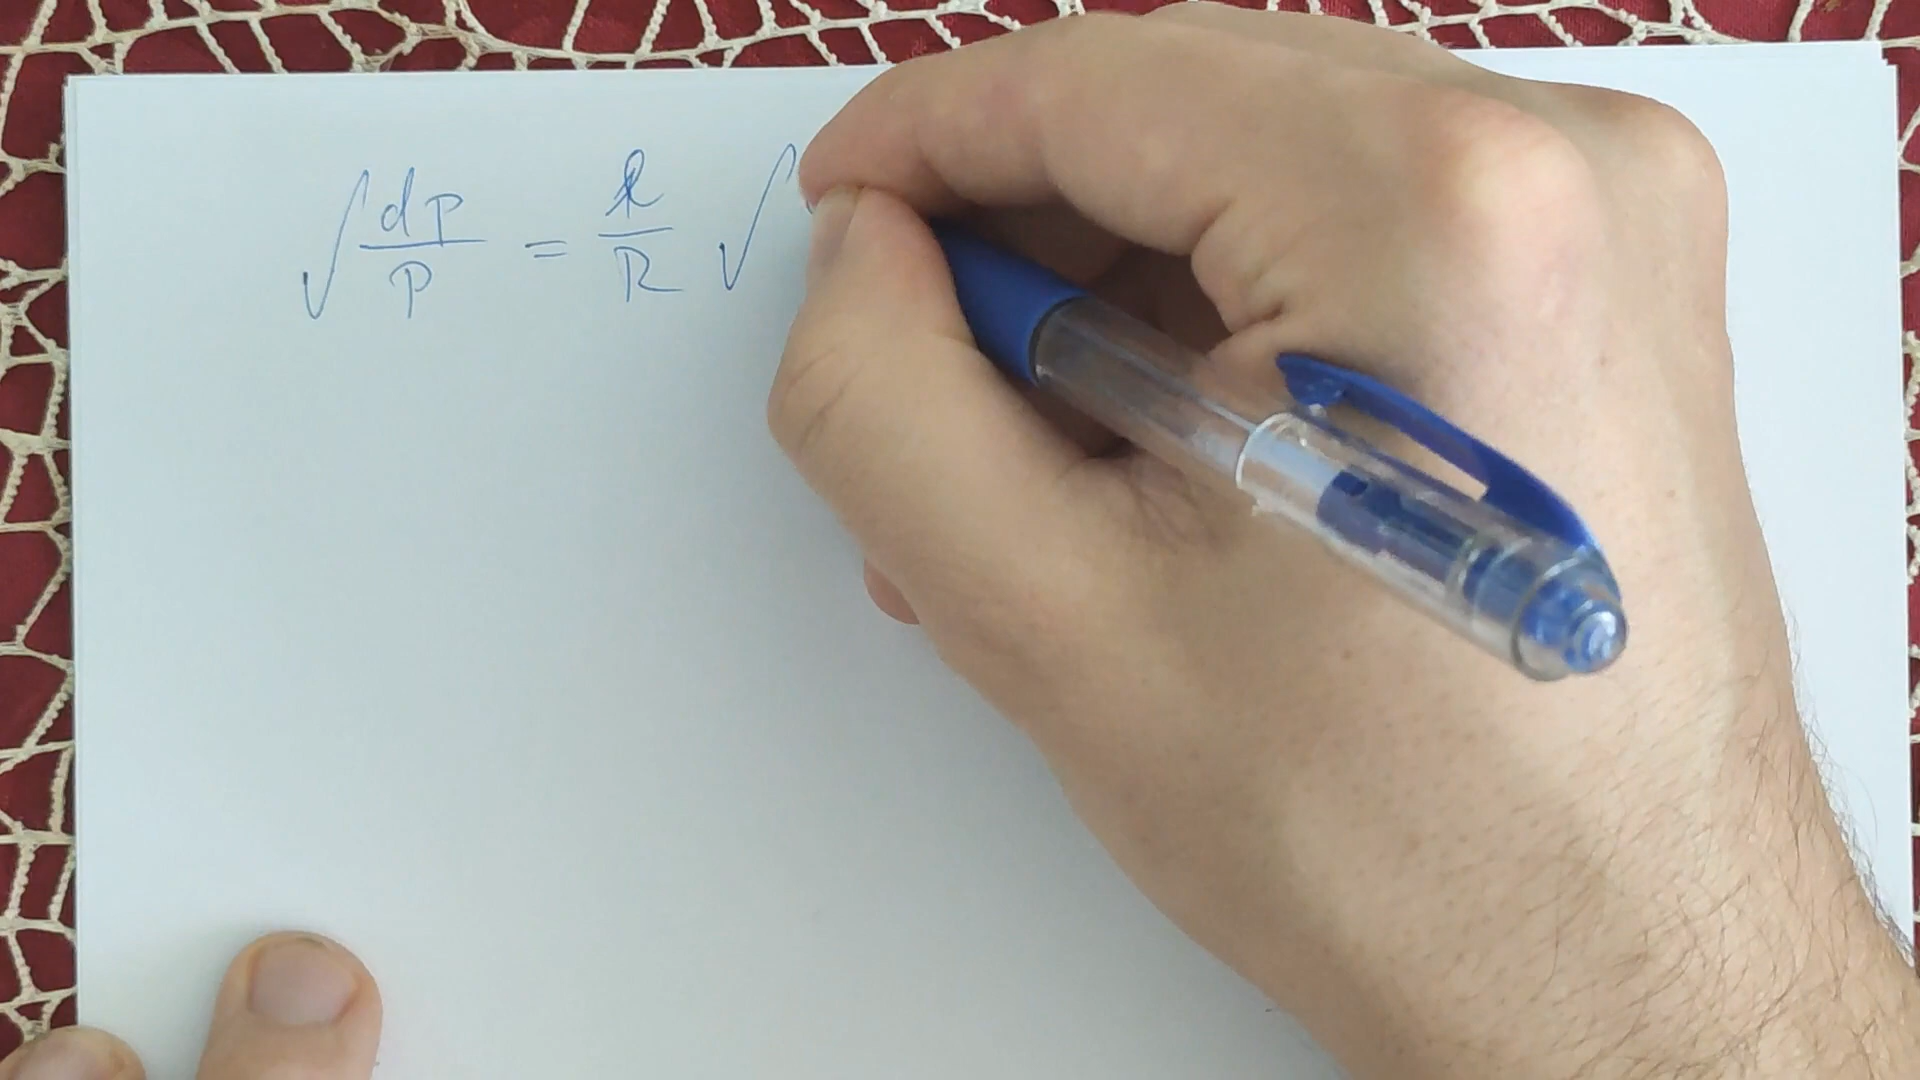 ∫ dp/p = k/R ∫